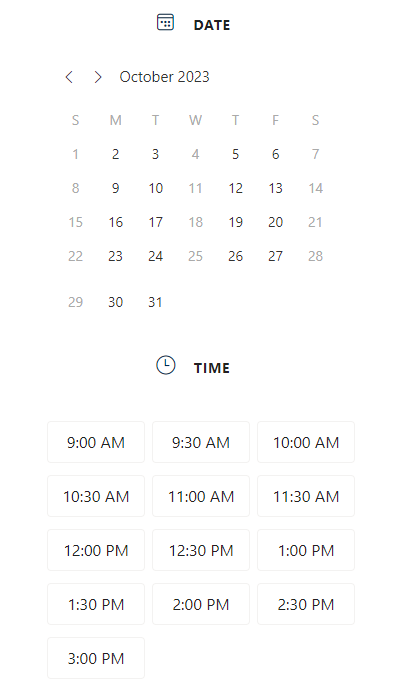 DATE
October 2023
S M T W T F S
1 2 3 4 5 6 7
8 9 10 11 12 13 14
15 16 17 18 19 20 21
22 23 24 25 26 27 28
29 30 31
TIME
9:00 AM 9:30 AM 10:00 AM
10:30 AM 11:00 AM 11:30 AM
12:00 PM 12:30 PM 1:00 PM
1:30 PM 2:00 PM 2:30 PM
3:00 PM